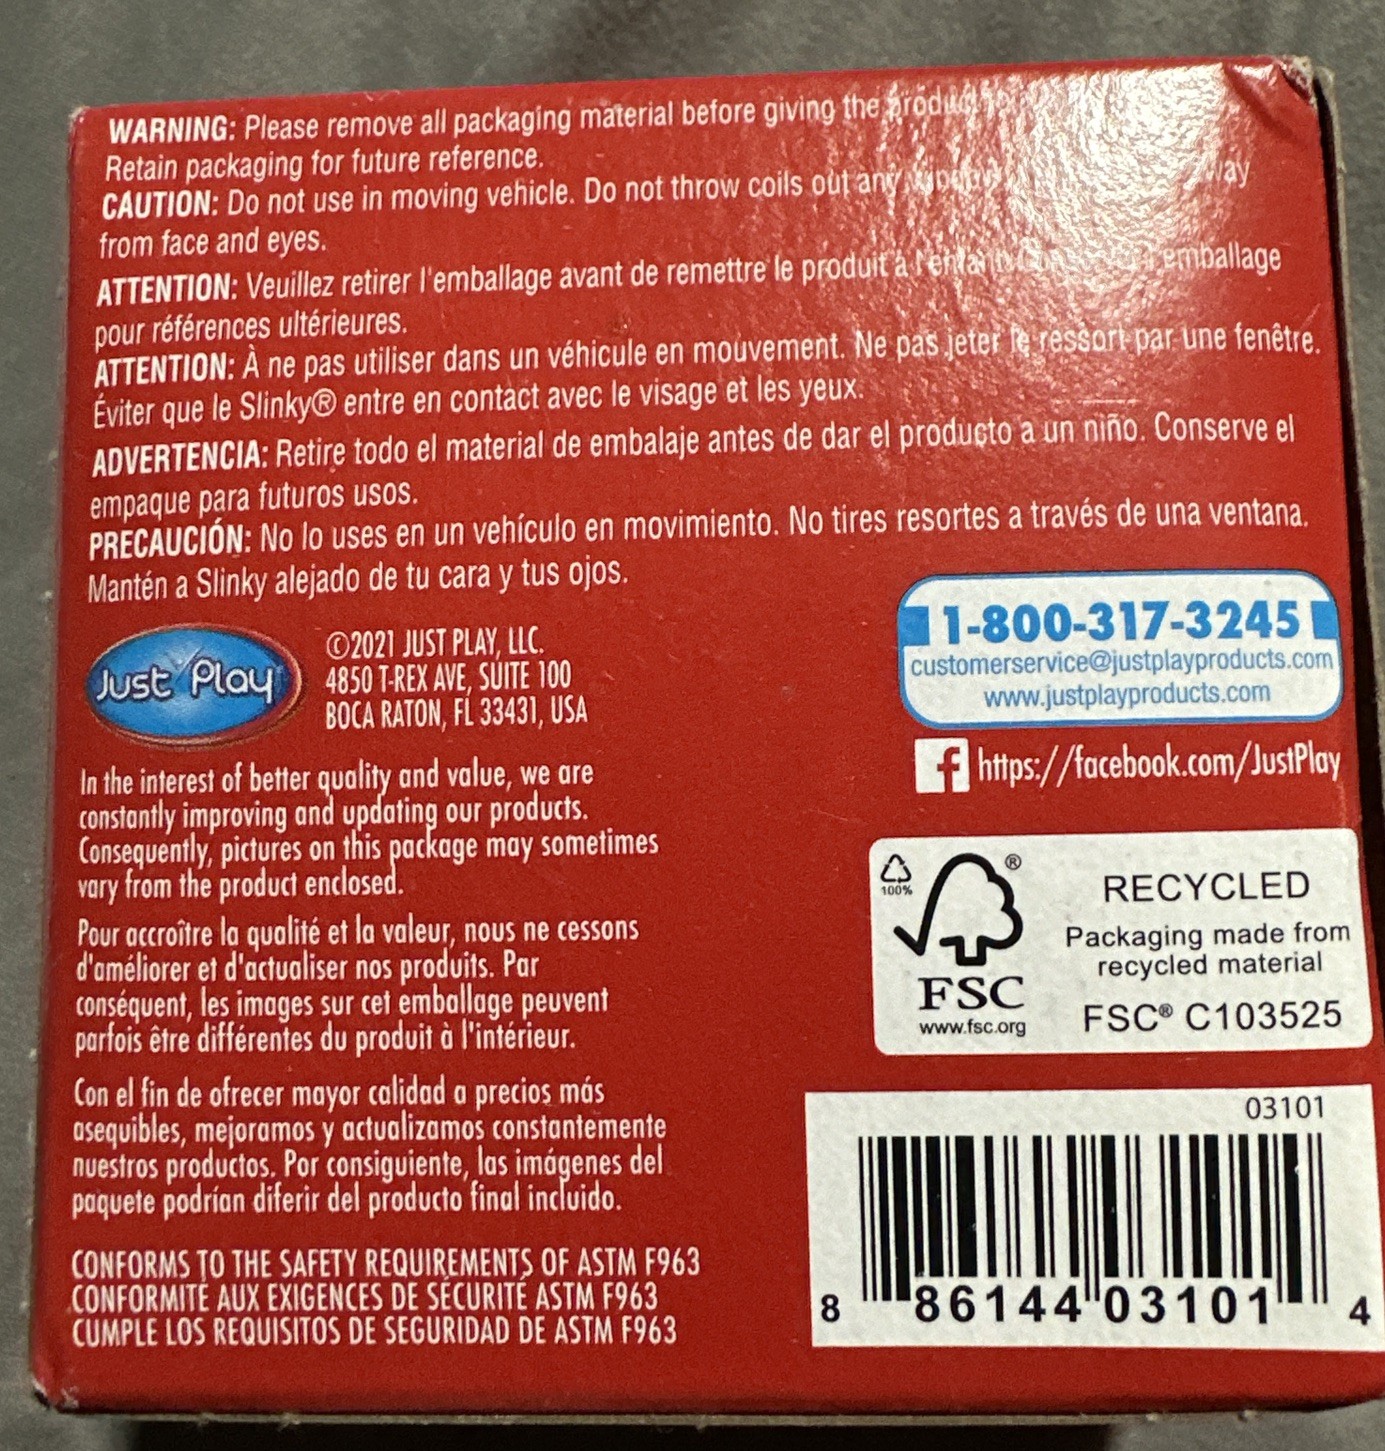 WARNING: Please remove all packaging material before giving the product
Retain packaging for future reference.
CAUTION: Do not use in moving vehicle. Do not throw coils out any way
from face and eyes.
ATTENTION: Veuillez retirer l'emballage avant de remettre le produit à l'enfant emballage
pour références ultérieures.
ATTENTION: À ne pas utiliser dans un véhicule en mouvement. Ne pas jeter le ressort par une fenêtre.
Éviter que le Slinky® entre en contact avec le visage et les yeux.
ADVERTENCIA: Retire todo el material de embalaje antes de dar el producto a un niño. Conserve el
empaque para futuros usos.
PRECAUCIÓN: No lo uses en un vehículo en movimiento. No tires resortes a través de una ventana.
Mantén a Slinky alejado de tu cara y tus ojos.
Just Play
©2021 JUST PLAY, LLC.
4850 T-REX AVE, SUITE 100
BOCA RATON, FL 33431, USA
1-800-317-3245
customerservice@justplayproducts.com
www.justplayproducts.com
f https://facebook.com/JustPlay
In the interest of better quality and value, we are
constantly improving and updating our products.
Consequently, pictures on this package may sometimes
vary from the product enclosed.
Pour accroître la qualité et la valeur, nous ne cessons
d'améliorer et d'actualiser nos produits. Par
conséquent, les images sur cet emballage peuvent
parfois être différentes du produit à l'intérieur.
Con el fin de ofrecer mayor calidad a precios más
asequibles, mejoramos y actualizamos constantemente
nuestros productos. Por consiguiente, las imágenes del
paquete podrían diferir del producto final incluido.
CONFORMS TO THE SAFETY REQUIREMENTS OF ASTM F963
CONFORMITÉ AUX EXIGENCES DE SÉCURITÉ ASTM F963
CUMPLE LOS REQUISITOS DE SEGURIDAD DE ASTM F963
100%
®
FSC
www.fsc.org
RECYCLED
Packaging made from
recycled material
FSC® C103525
03101
8 86144 03101 4